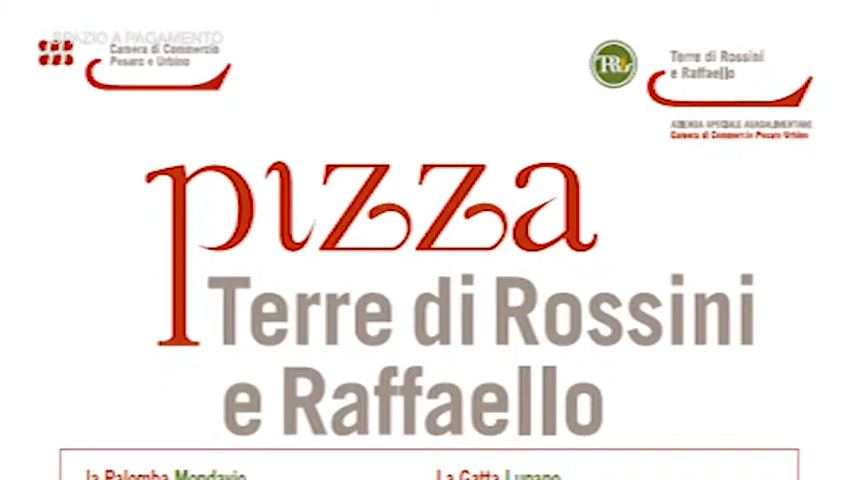 SPAZIO A PAGAMENTO
Camera di Commercio
Pesaro e Urbino
TRR
Terre di Rossini
e Raffaello
AZIENDA SPECIALE AGROALIMENTARE
Camera di Commercio Pesaro Urbino
pizza
Terre di Rossini
e Raffaello
la Palomba Mondavio
La Gatta Lunano